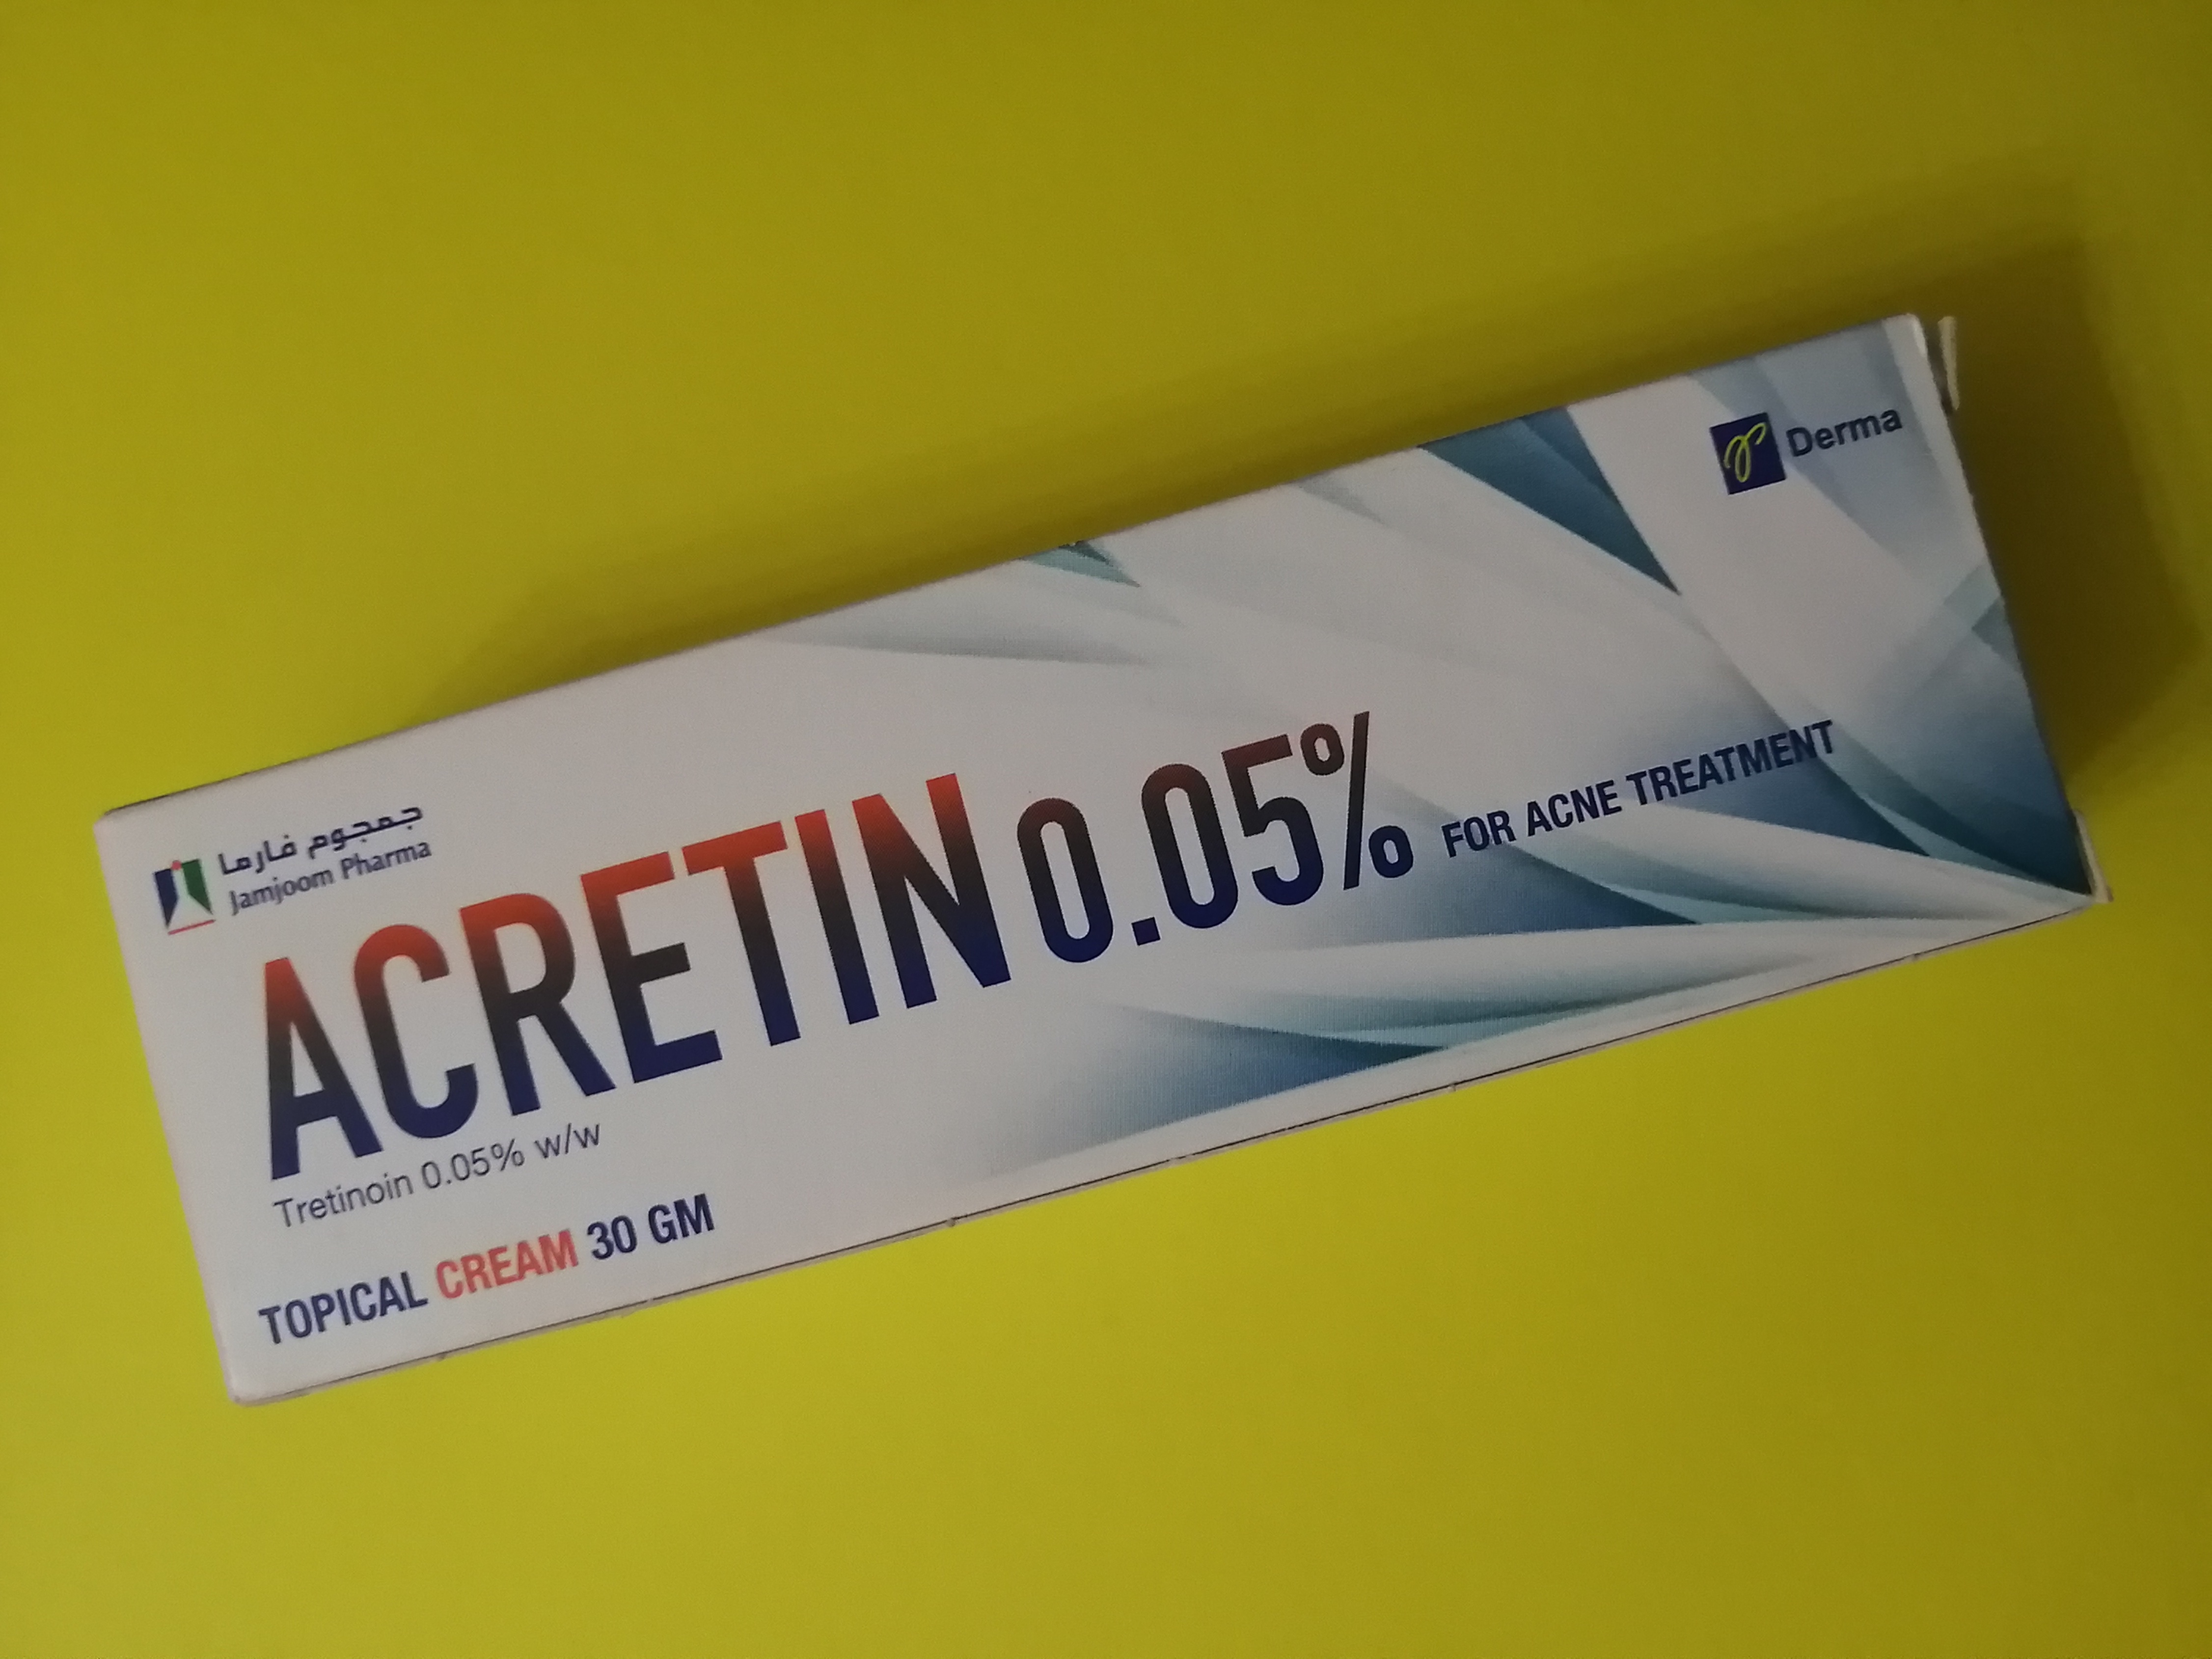 جمجوم فارما
Jamjoom Pharma
Derma
ACRETIN 0.05% FOR ACNE TREATMENT
Tretinoin 0.05% w/w
TOPICAL CREAM 30 GM